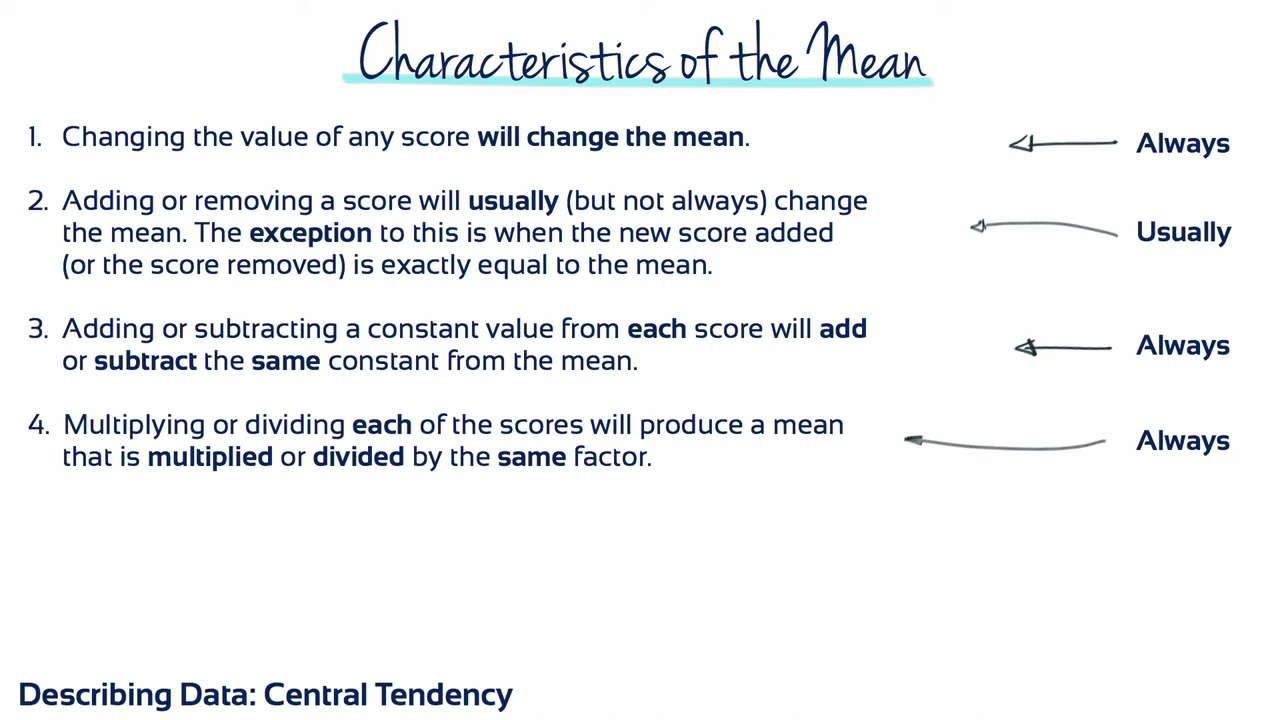 Characteristics of the Mean
1. Changing the value of any score will change the mean.
Always
2. Adding or removing a score will usually (but not always) change
the mean. The exception to this is when the new score added
(or the score removed) is exactly equal to the mean.
Usually
3. Adding or subtracting a constant value from each score will add
or subtract the same constant from the mean.
Always
4. Multiplying or dividing each of the scores will produce a mean
that is multiplied or divided by the same factor.
Always
Describing Data: Central Tendency